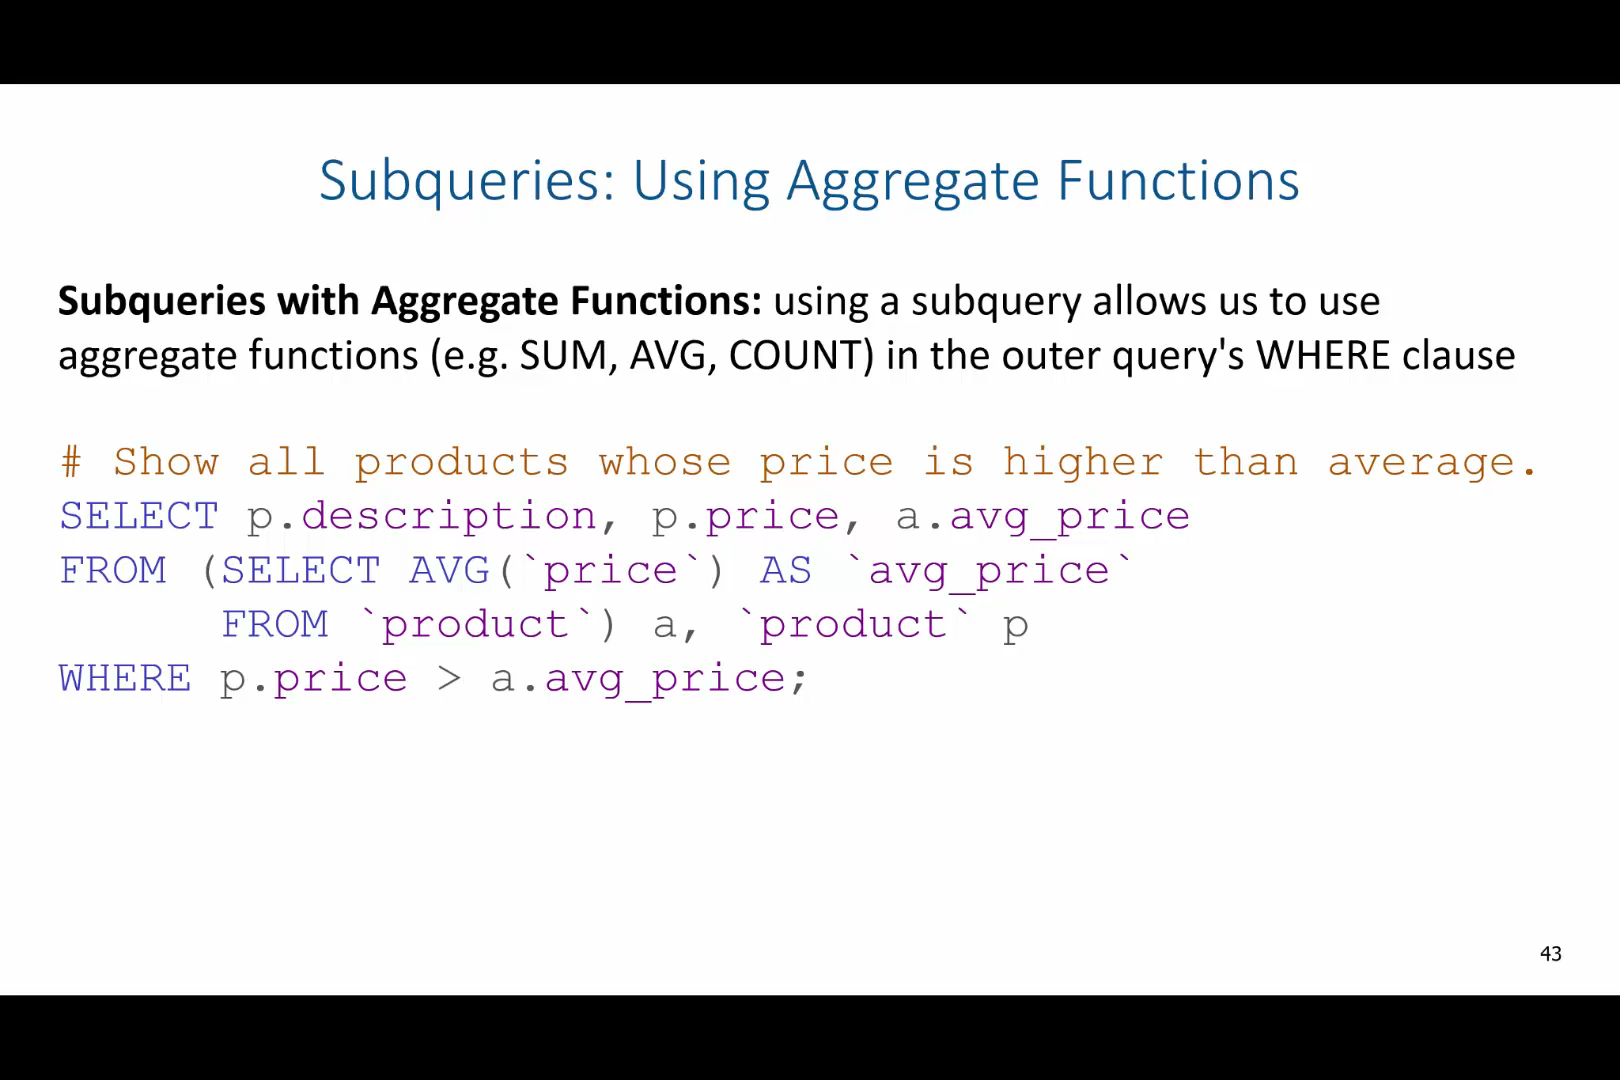 Subqueries: Using Aggregate Functions
Subqueries with Aggregate Functions: using a subquery allows us to use
aggregate functions (e.g. SUM, AVG, COUNT) in the outer query's WHERE clause
# Show all products whose price is higher than average.
SELECT p.description, p.price, a.avg_price
FROM (SELECT AVG(`price`) AS `avg_price`
      FROM `product`) a, `product` p
WHERE p.price > a.avg_price;
43